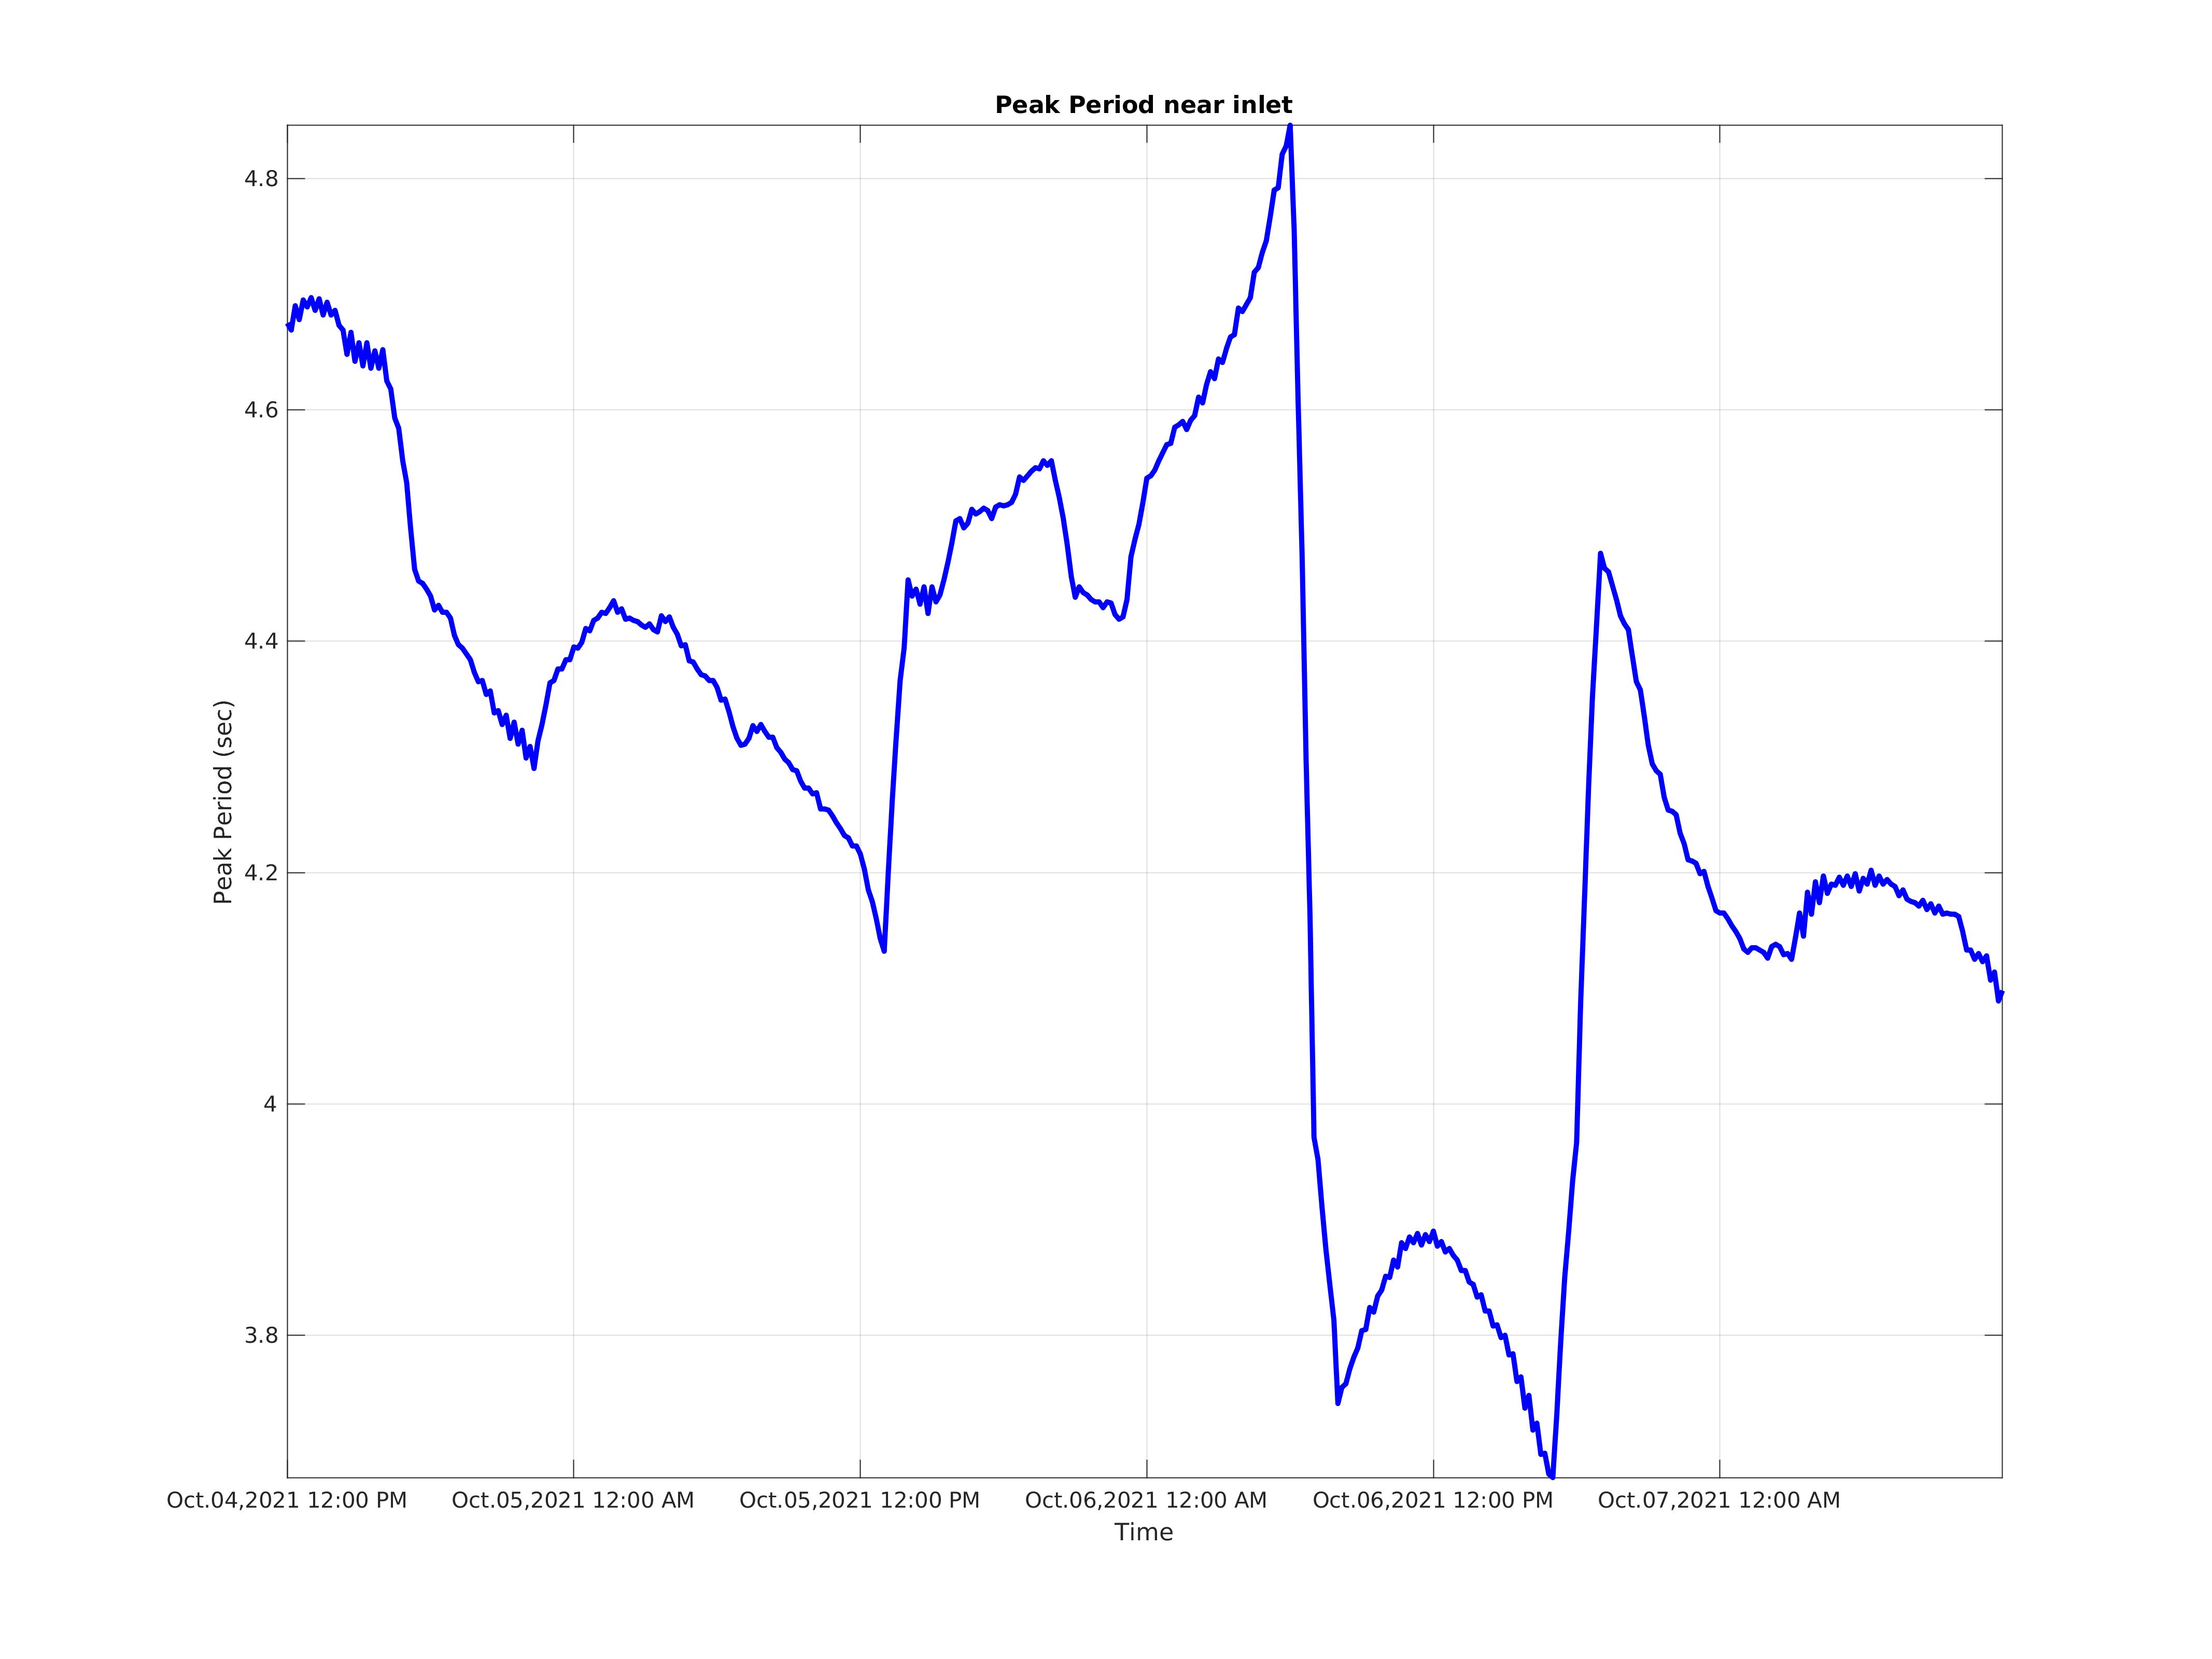 Peak Period near inlet
4.8
4.6
4.4
4.2
4
3.8
Peak Period (sec)
Oct.04,2021 12:00 PM Oct.05,2021 12:00 AM Oct.05,2021 12:00 PM Oct.06,2021 12:00 AM Oct.06,2021 12:00 PM Oct.07,2021 12:00 AM
Time